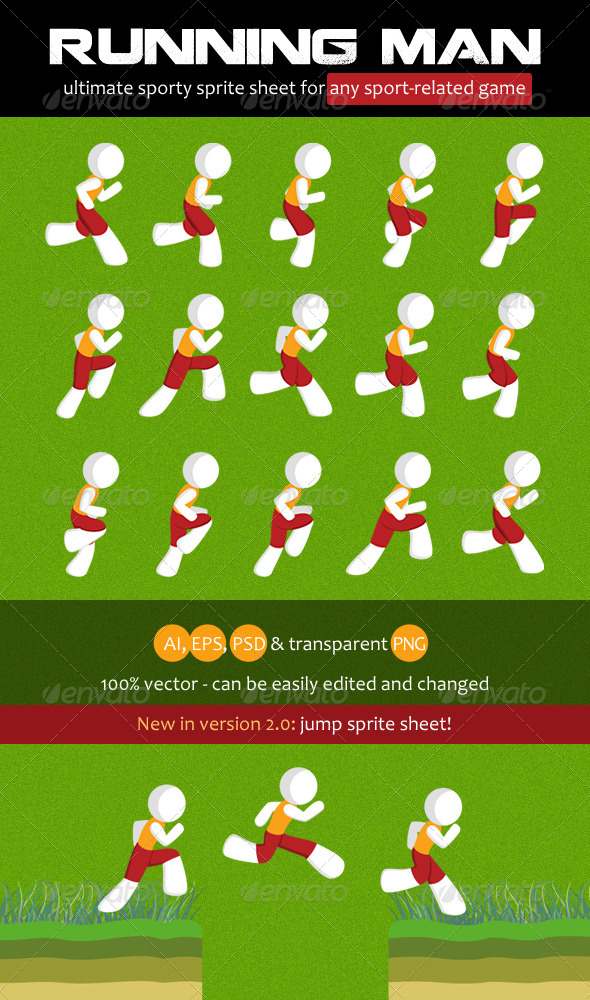 RUNNING MAN
ultimate sporty sprite sheet for any sport-related game
AI, EPS, PSD & transparent PNG
100% vector - can be easily edited and changed
New in version 2.0: jump sprite sheet!
envato